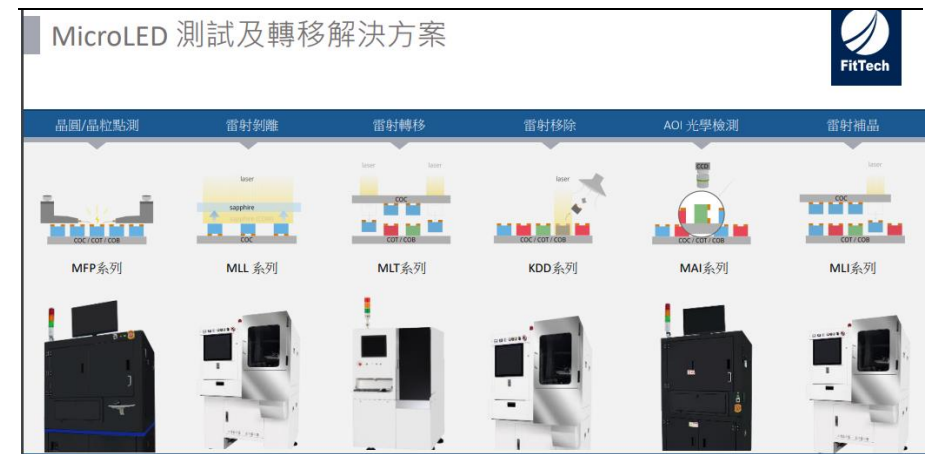 MicroLED 測試及轉移解決方案
FitTech
晶圓/晶粒點測
雷射剝離
雷射轉移
雷射移除
AOI 光學檢測
雷射補晶
laser
sapphire
COC
laser
laser
COC
COT / COB
laser
COC / COT / COB
CCD
COC / COT / COB
laser
COC
COT / COB
COC / COT / COB
MFP系列
MLL 系列
MLT系列
KDD系列
MAI系列
MLI系列